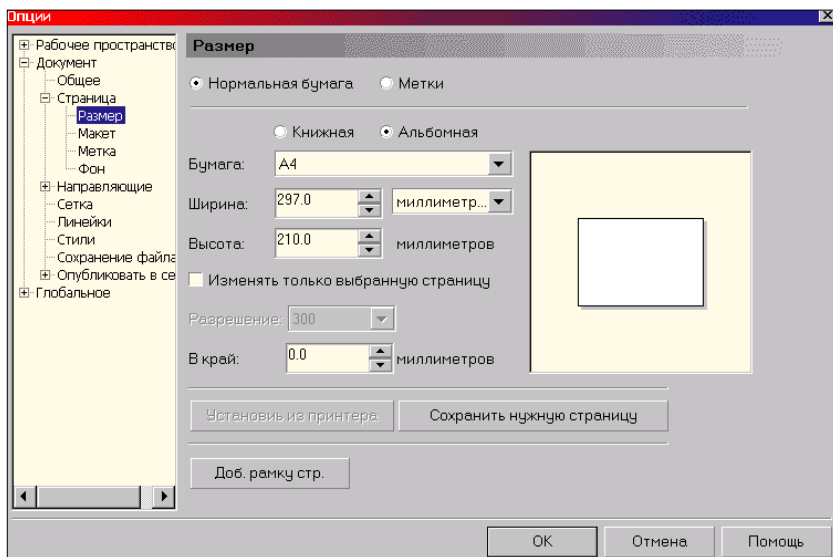 Опции
Рабочее пространство
Документ
Общее
Страница
Размер
Макет
Метка
Фон
Направляющие
Сетка
Линейки
Стили
Сохранение файла
Опубликовать в се
Глобальное
Размер
Нормальная бумага Метки
Книжная Альбомная
Бумага: A4
Ширина: 297.0 миллиметр...
Высота: 210.0 миллиметров
Изменять только выбранную страницу
Разрешение: 300
В край: 0.0 миллиметров
Установиь из принтера Сохранить нужную страницу
Доб. рамку стр.
OK Отмена Помощь